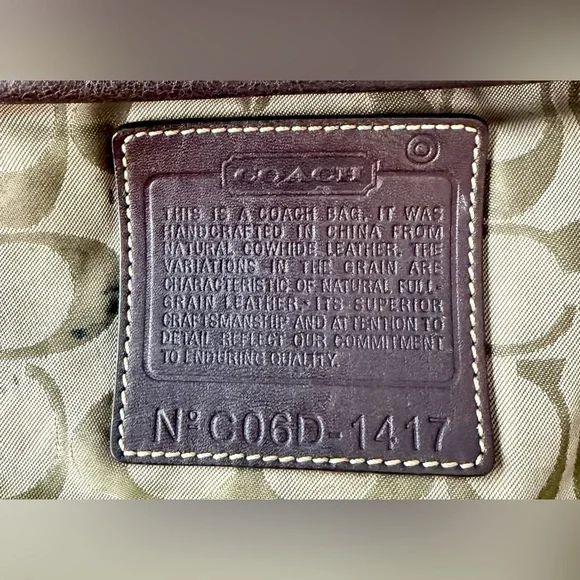 COACH
THIS IS A COACH BAG. IT WAS
HANDCRAFTED IN CHINA FROM
NATURAL COWHIDE LEATHER. THE
VARIATIONS IN THE GRAIN ARE
CHARACTERISTIC OF NATURAL FULL-
GRAIN LEATHER. ITS SUPERIOR
CRAFTSMANSHIP AND ATTENTION TO
DETAIL REFLECT OUR COMMITMENT
TO ENDURING QUALITY.
Nº C06D-1417